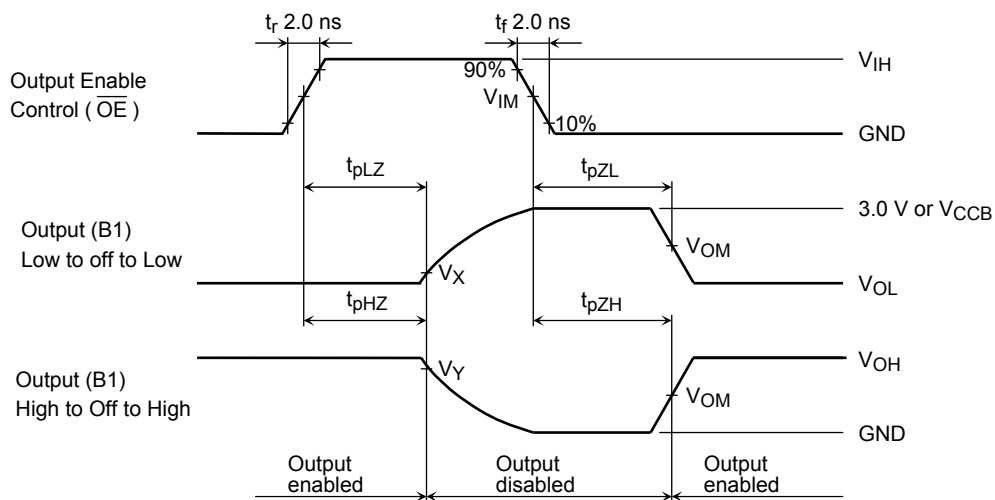 tr 2.0 ns
tf 2.0 ns
Output Enable
Control ( OE )
90%
VIM
10%
VIH
GND
tpLZ
tpZL
Output (B1)
Low to off to Low
VX
VOM
3.0 V or VCCB
VOL
tpHZ
tpZH
Output (B1)
High to Off to High
VY
VOM
VOH
GND
Output
enabled
Output
disabled
Output
enabled